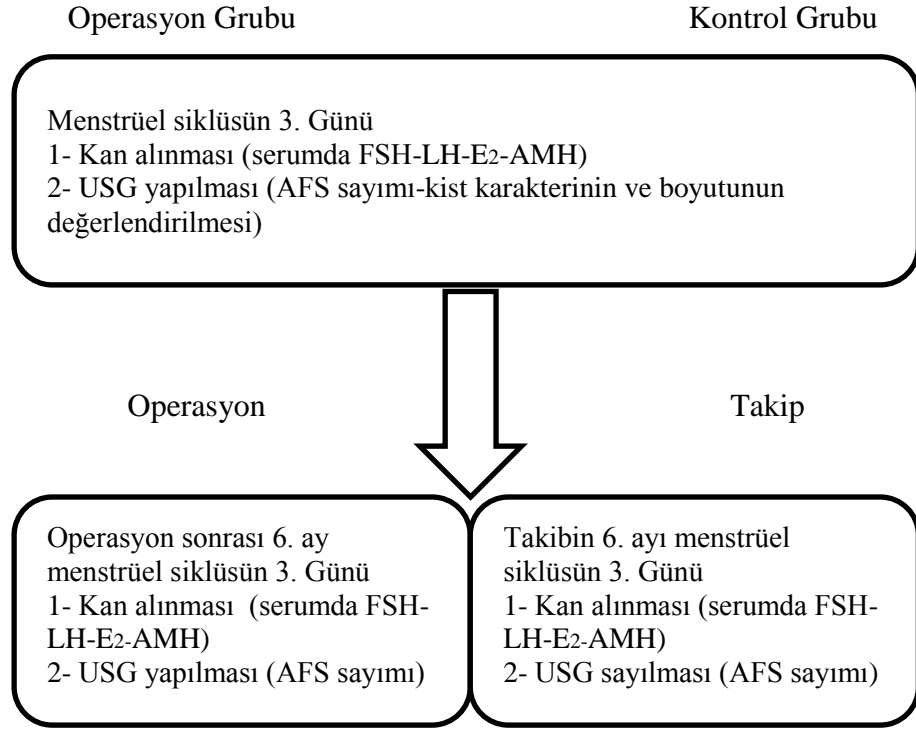 Operasyon Grubu
Kontrol Grubu
Menstrüel siklüsün 3. Günü
1- Kan alınması (serumda FSH-LH-E2-AMH)
2- USG yapılması (AFS sayımı-kist karakterinin ve boyutunun
değerlendirilmesi)
Operasyon
Takip
Operasyon sonrası 6. ay
menstrüel siklüsün 3. Günü
1- Kan alınması (serumda FSH-
LH-E2-AMH)
2- USG yapılması (AFS sayımı)
Takibin 6. ayı menstrüel
siklüsün 3. Günü
1- Kan alınması (serumda FSH-
LH-E2-AMH)
2- USG sayılması (AFS sayımı)